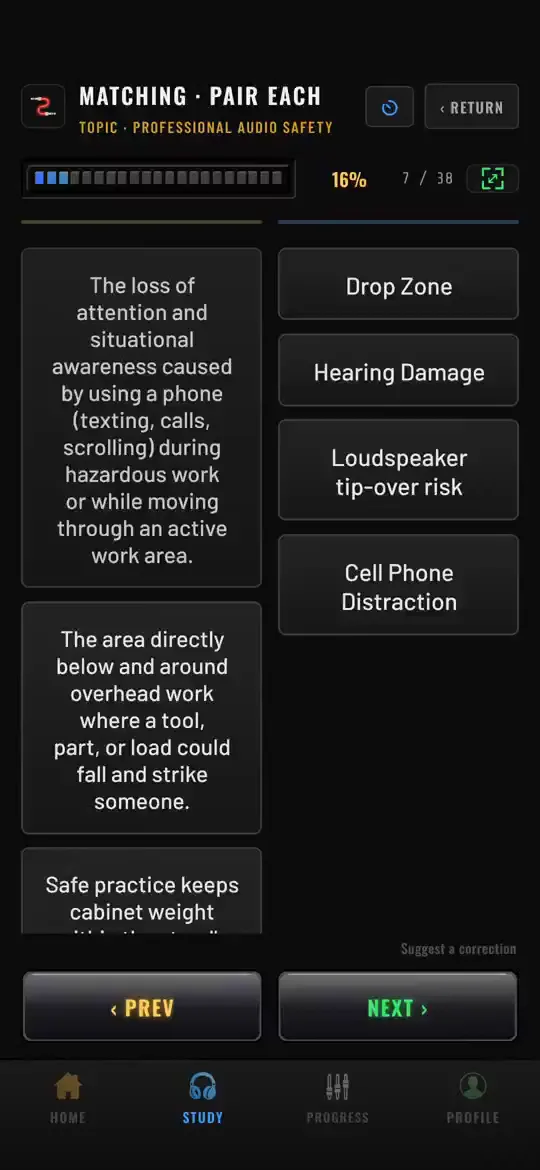 MATCHING · PAIR EACH
TOPIC · PROFESSIONAL AUDIO SAFETY
‹ RETURN
16%
7 / 38
The loss of
attention and
situational
awareness caused
by using a phone
(texting, calls,
scrolling) during
hazardous work
or while moving
through an active
work area.
The area directly
below and around
overhead work
where a tool,
part, or load could
fall and strike
someone.
Safe practice keeps
cabinet weight
Drop Zone
Hearing Damage
Loudspeaker
tip-over risk
Cell Phone
Distraction
Suggest a correction
‹ PREV
NEXT ›
HOME
STUDY
PROGRESS
PROFILE